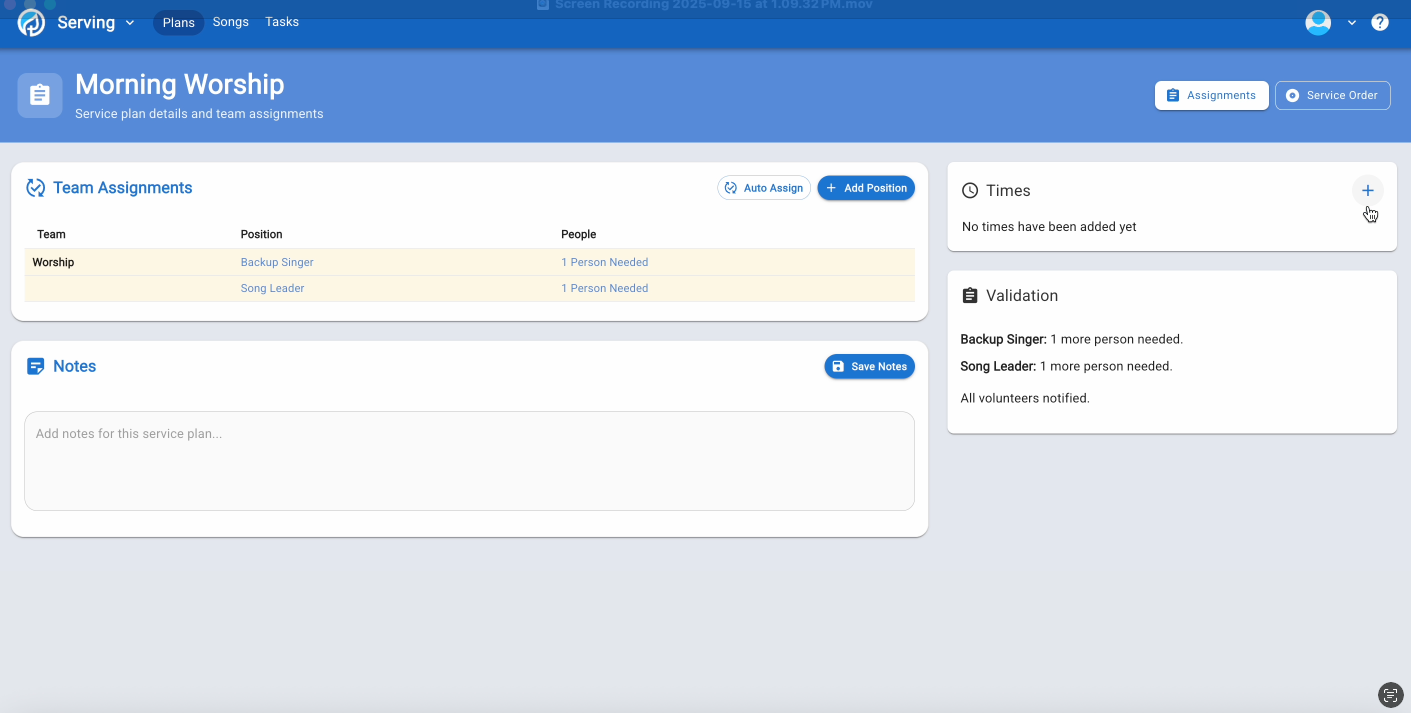 Screen Recording 2025-09-15 at 1.09.32 PM.mov
Serving Plans Songs Tasks
Morning Worship
Service plan details and team assignments
Assignments Service Order
Team Assignments
Auto Assign + Add Position
Team Position People
Worship Backup Singer 1 Person Needed
Song Leader 1 Person Needed
Notes
Save Notes
Add notes for this service plan...
Times
No times have been added yet
Validation
Backup Singer: 1 more person needed.
Song Leader: 1 more person needed.
All volunteers notified.